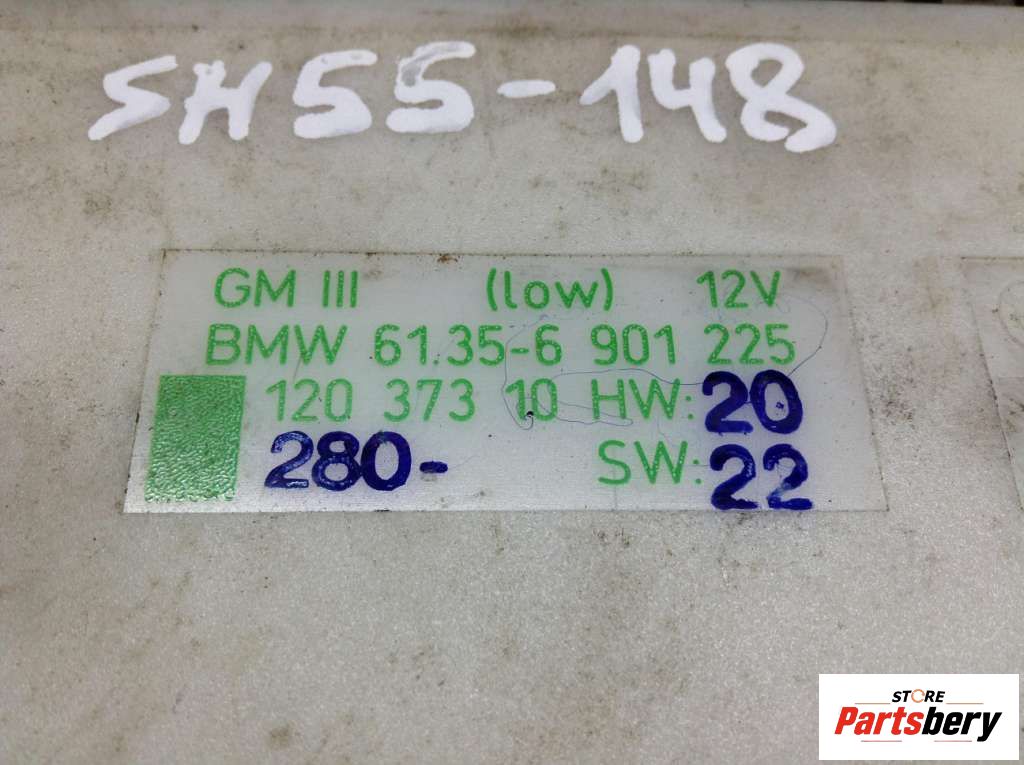 SH55-148
GM III (low) 12V
BMW 61.35-6 901 225
120 373 10 HW: 20
280- SW: 22
STORE
Partsbery